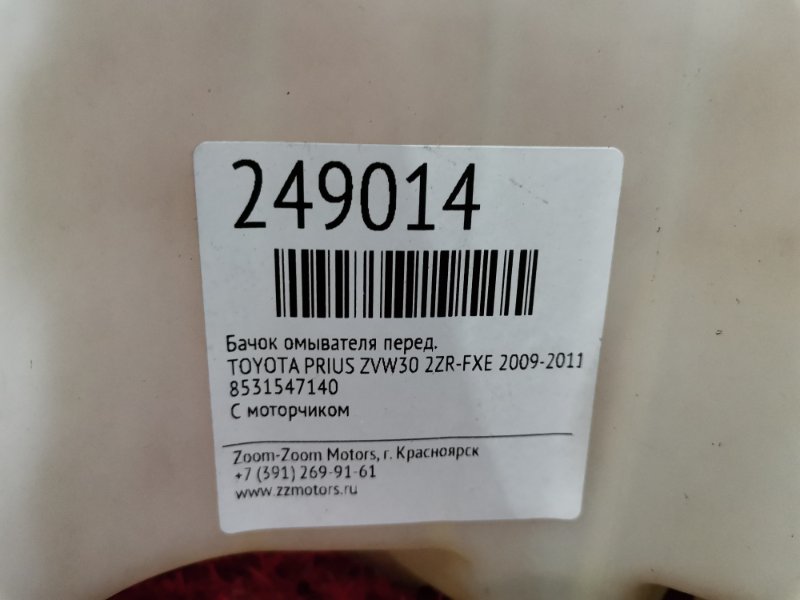 249014
Бачок омывателя перед.
TOYOTA PRIUS ZVW30 2ZR-FXE 2009-2011
8531547140
С моторчиком
Zoom-Zoom Motors, г. Красноярск
+7 (391) 269-91-61
www.zzmotors.ru